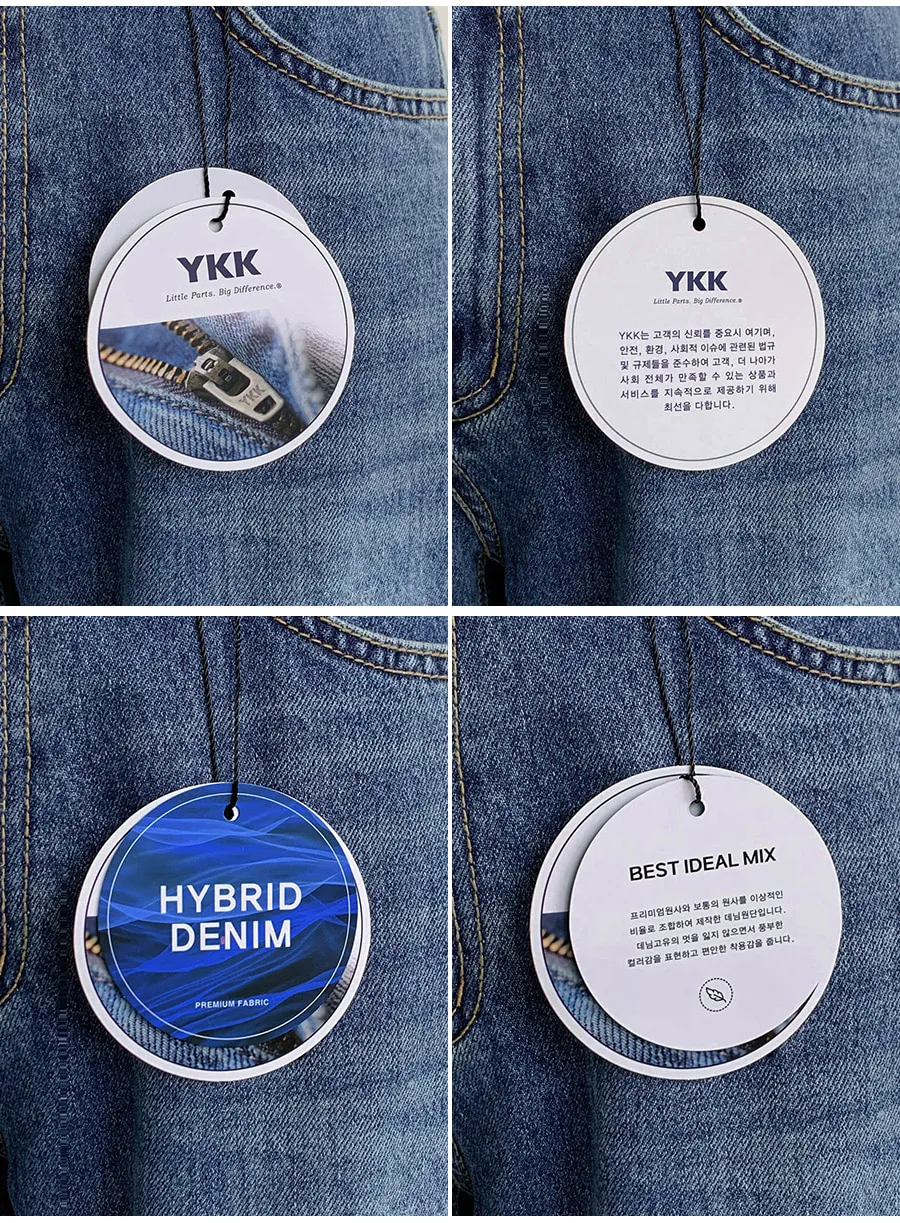 YKK
Little Parts. Big Difference.®
YKK
YKK
Little Parts. Big Difference.®
YKK는 고객의 신뢰를 중요시 여기며,
안전, 환경, 사회적 이슈에 관련된 법규
및 규제들을 준수하여 고객, 더 나아가
사회 전체가 만족할 수 있는 상품과
서비스를 지속적으로 제공하기 위해
최선을 다합니다.
HYBRID
DENIM
PREMIUM FABRIC
BEST IDEAL MIX
프리미엄원사와 보통의 원사를 이상적인
비율로 조합하여 제작한 데님원단입니다.
데님고유의 멋을 잃지 않으면서 풍부한
컬러감을 표현하고 편안한 착용감을 줍니다.